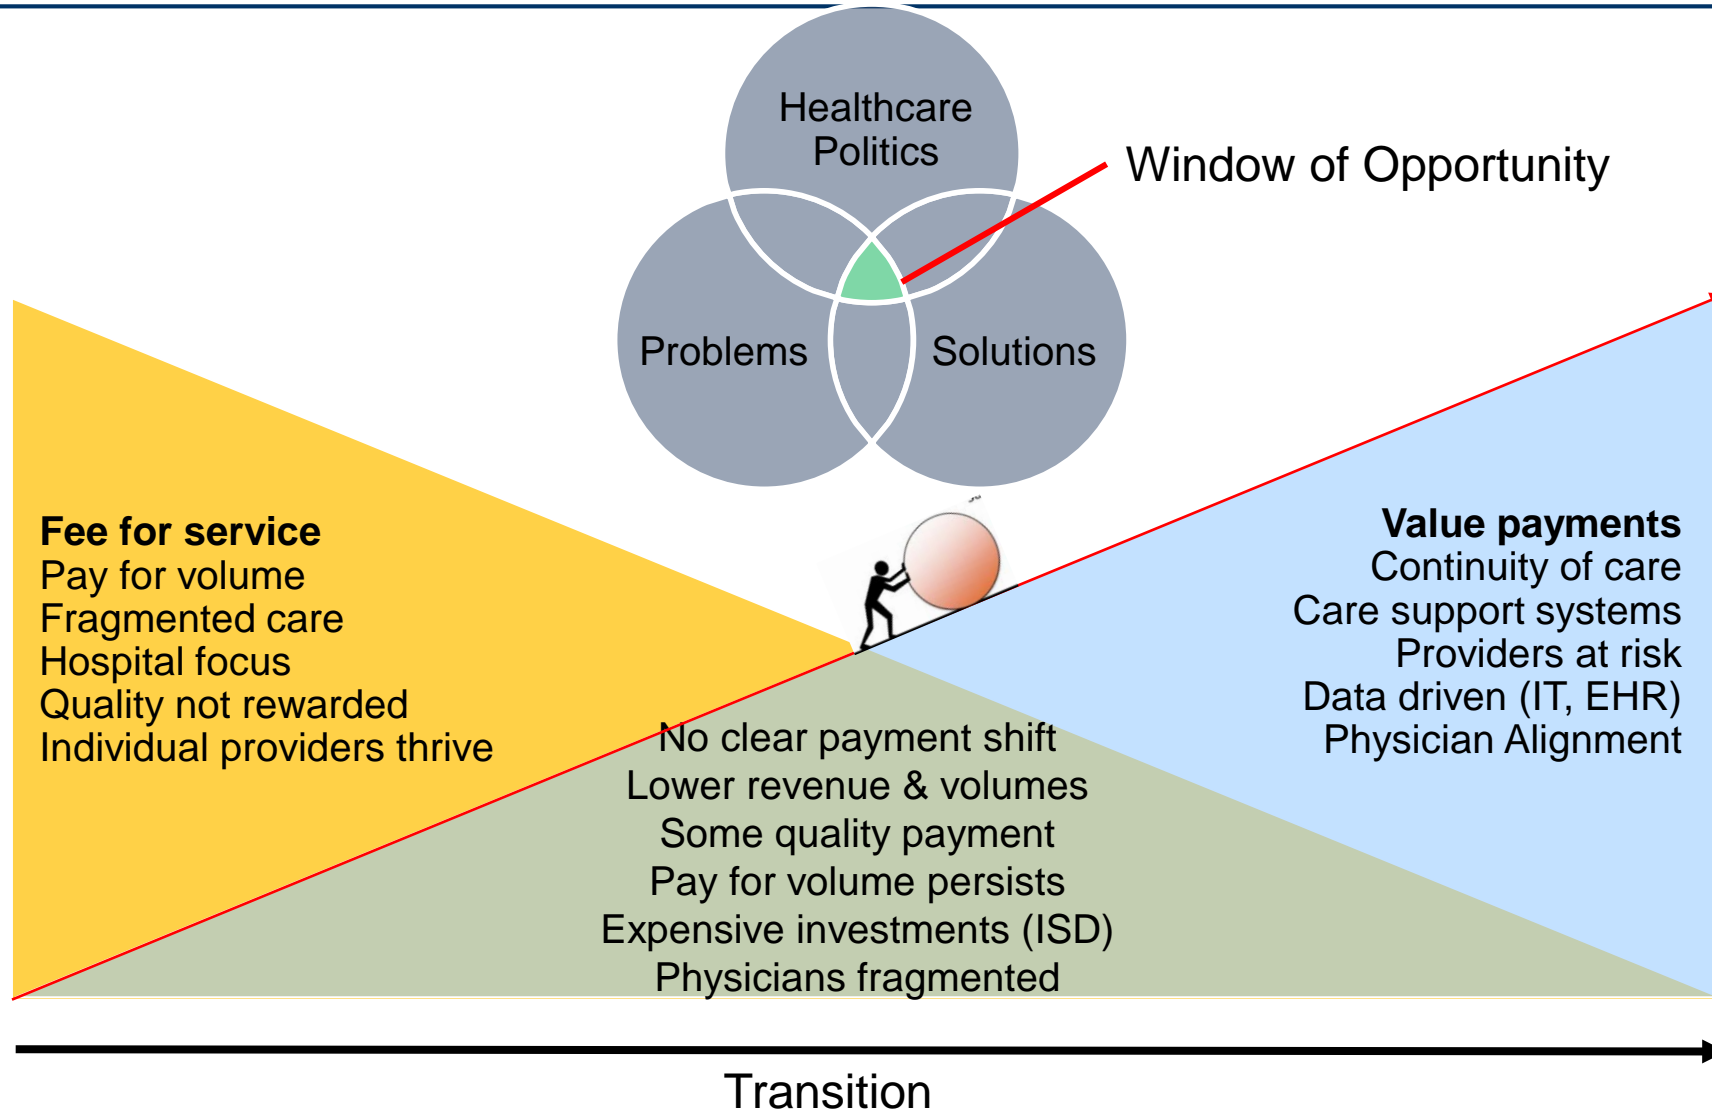 Healthcare
Politics
Window of Opportunity
Problems
Solutions
Fee for service
Pay for volume
Fragmented care
Hospital focus
Quality not rewarded
Individual providers thrive
No clear payment shift
Lower revenue & volumes
Some quality payment
Pay for volume persists
Expensive investments (ISD)
Physicians fragmented
Value payments
Continuity of care
Care support systems
Providers at risk
Data driven (IT, EHR)
Physician Alignment
Transition